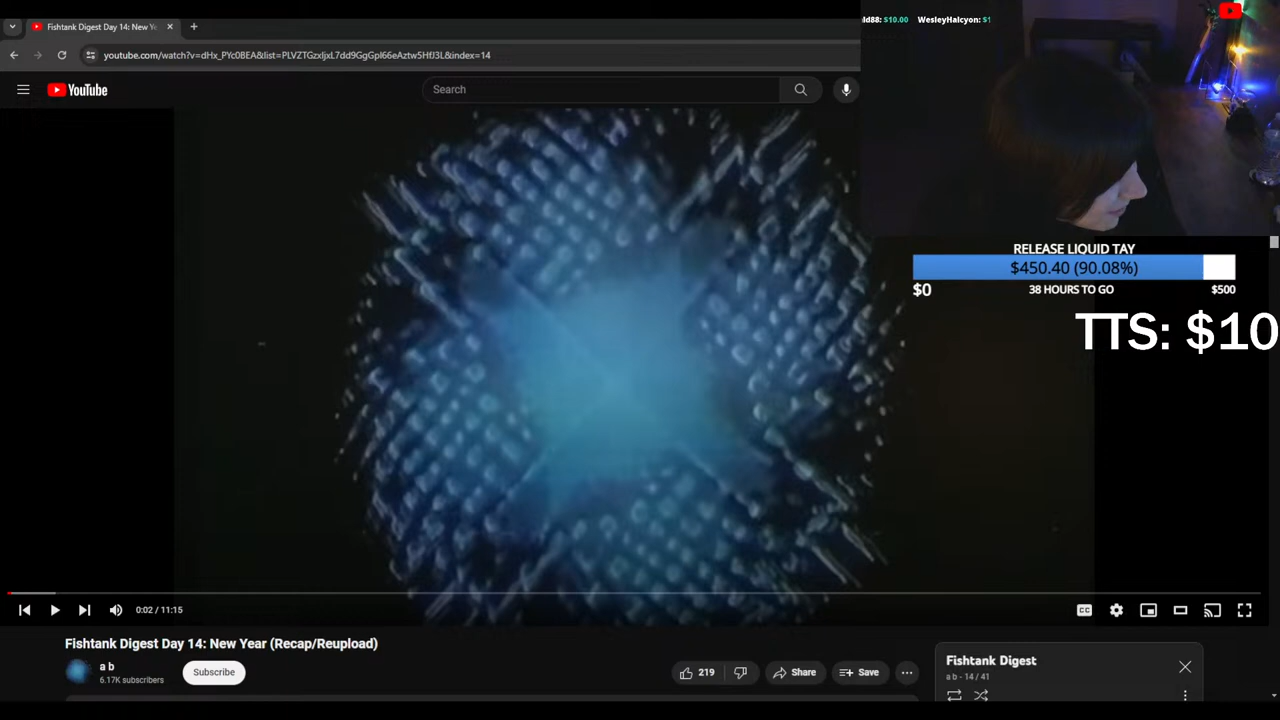 Fishtank Digest Day 14: New Ye
ld88: $10.00 WesleyHalcyon: $1
youtube.com/watch?v=dHx_PYc0BEA&list=PLVZTGzxIjxL7dd9GgGpl66eAztw5HfJ3L&index=14
YouTube
Search
RELEASE LIQUID TAY
$450.40 (90.08%)
$0 38 HOURS TO GO $500
TTS: $10
0:02 / 11:15
CC
Fishtank Digest Day 14: New Year (Recap/Reupload)
a b
6.17K subscribers
Subscribe
219
Share
Save
Fishtank Digest
a b - 14 / 41